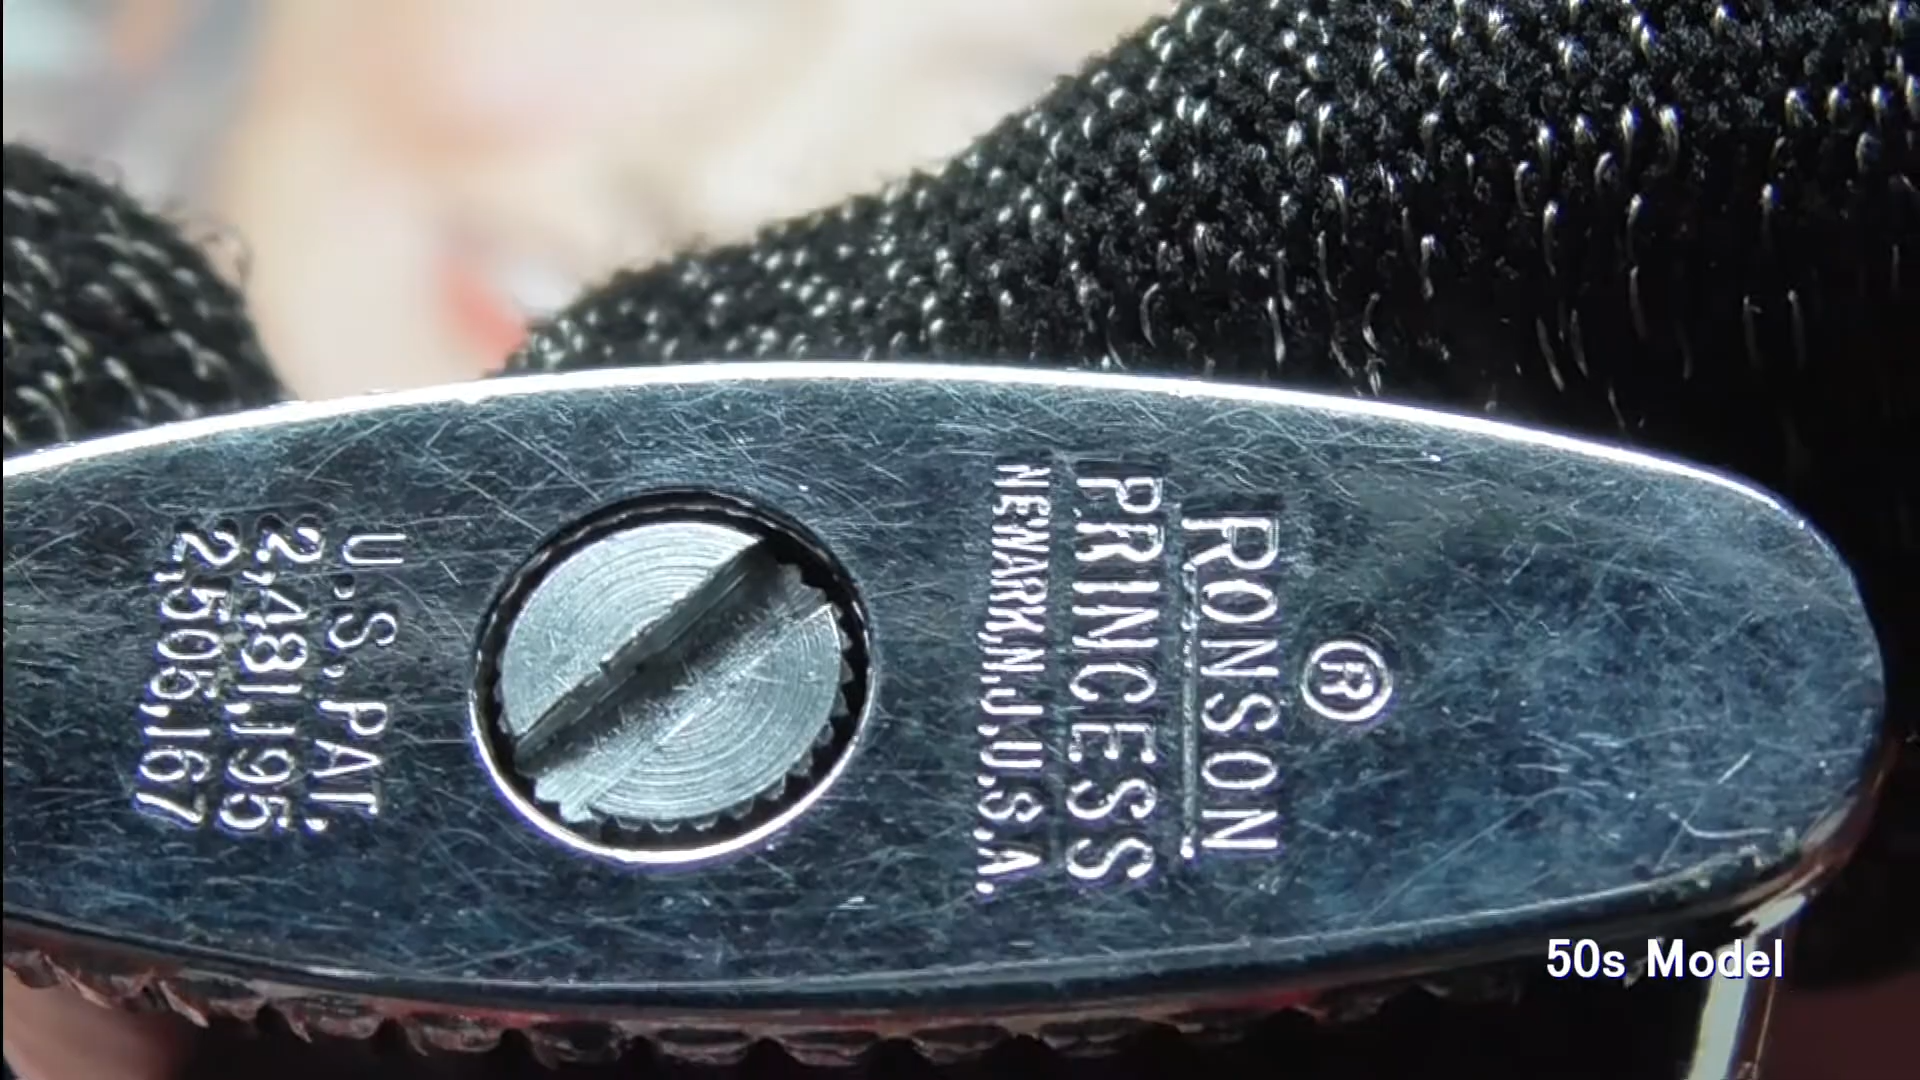 ®
RONSON
PRINCESS
NEWARK,N.J.,U.S.A.
U.S.PAT.
2,481,195
2,505,167
50s Model